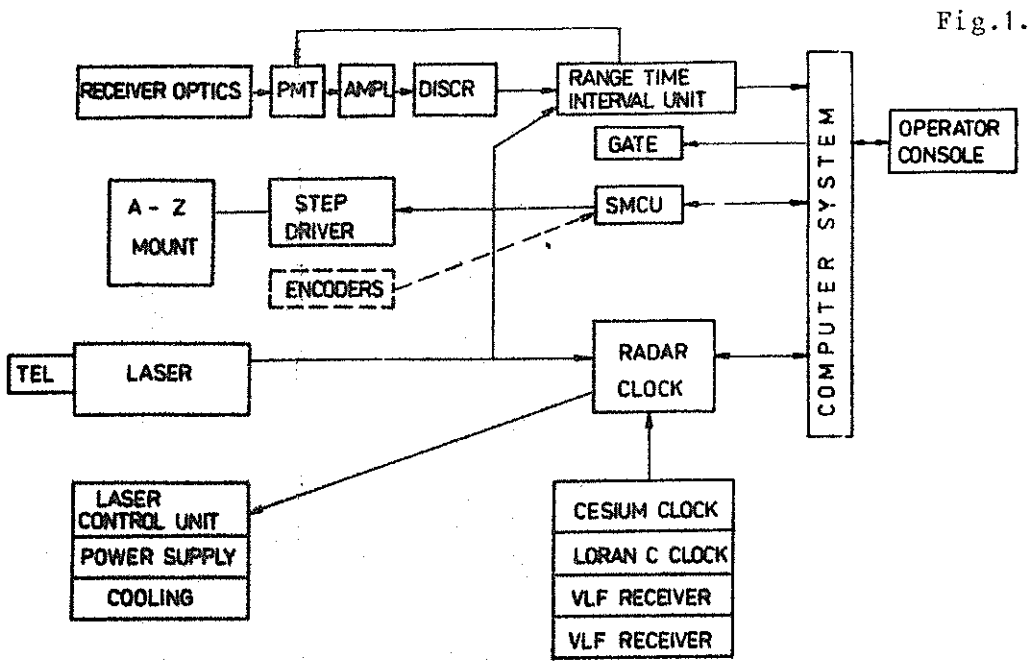 Fig.1.
RECEIVER OPTICS
PMT
AMPL
DISCR
RANGE TIME
INTERVAL UNIT
GATE
COMPUTER SYSTEM
OPERATOR
CONSOLE
A - Z
MOUNT
STEP
DRIVER
SMCU
ENCODERS
TEL
LASER
RADAR
CLOCK
LASER
CONTROL UNIT
POWER SUPPLY
COOLING
CESIUM CLOCK
LORAN C CLOCK
VLF RECEIVER
VLF RECEIVER